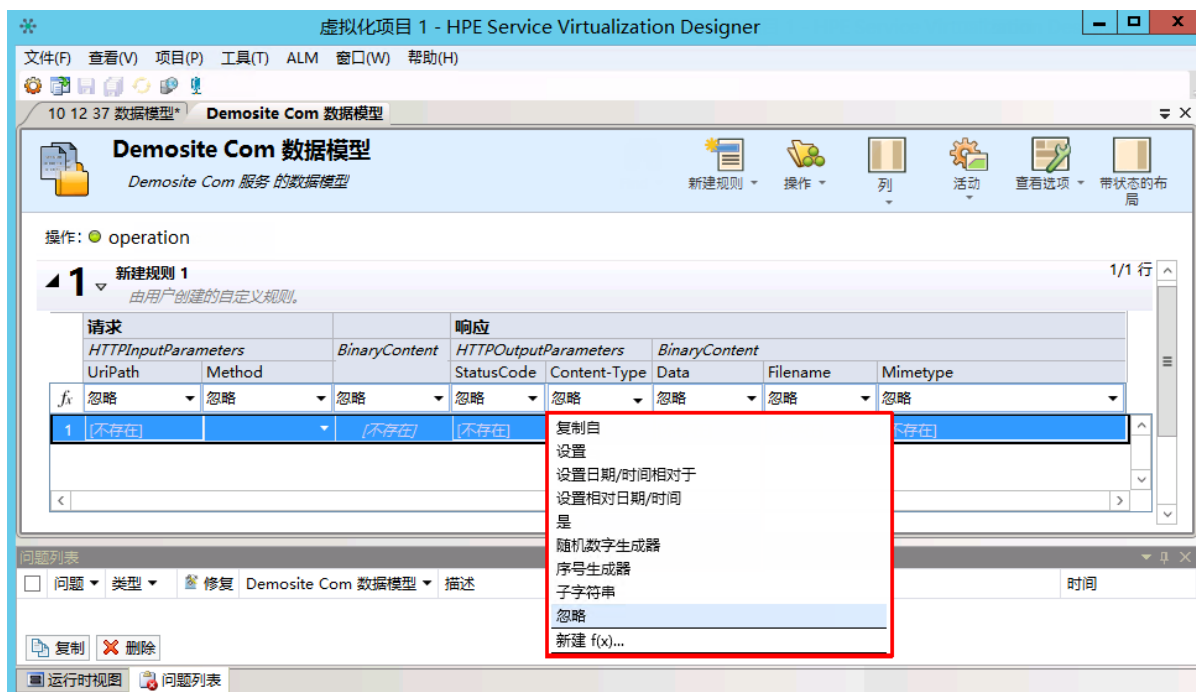 虚拟化项目 1 - HPE Service Virtualization Designer
文件(F) 查看(V) 项目(P) 工具(T) ALM 窗口(W) 帮助(H)
10 12 37 数据模型* Demosite Com 数据模型
Demosite Com 数据模型
Demosite Com 服务 的数据模型
新建规则 操作 列 活动 查看选项 带状态的布局
操作: operation
1 新建规则 1 1/1 行
由用户创建的自定义规则。
请求 响应
HTTPInputParameters BinaryContent HTTPOutputParameters BinaryContent
UriPath Method StatusCode Content-Type Data Filename Mimetype
fx 忽略 忽略 忽略 忽略 忽略 忽略 忽略 忽略
1 [不存在] [不存在] [不存在] 不存在]
复制自
设置
设置日期/时间相对于
设置相对日期/时间
是
随机数字生成器
序号生成器
子字符串
忽略
新建 f(x)...
问题列表
问题 类型 修复 Demosite Com 数据模型 描述 时间
复制 删除
运行时视图 问题列表